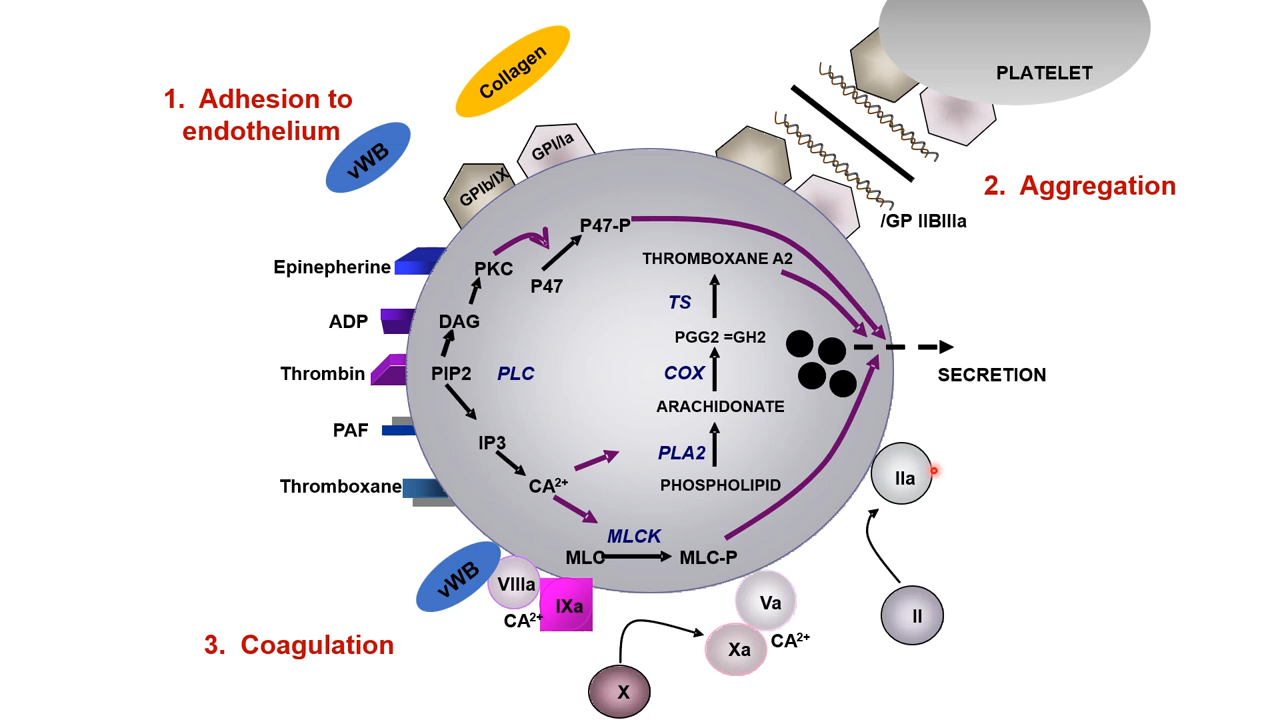 1. Adhesion to
endothelium
Collagen
vWB
GPIb/IX
GPI/Ia
PLATELET
2. Aggregation
/GP IIBIIIa
Epinepherine
ADP
Thrombin
PAF
Thromboxane
P47-P
PKC
P47
DAG
PIP2
PLC
IP3
CA2+
THROMBOXANE A2
TS
PGG2 =GH2
COX
ARACHIDONATE
PLA2
PHOSPHOLIPID
MLCK
MLC
MLC-P
SECRETION
IIa
II
vWB
VIIIa
IXa
CA2+
Va
Xa
CA2+
X
3. Coagulation